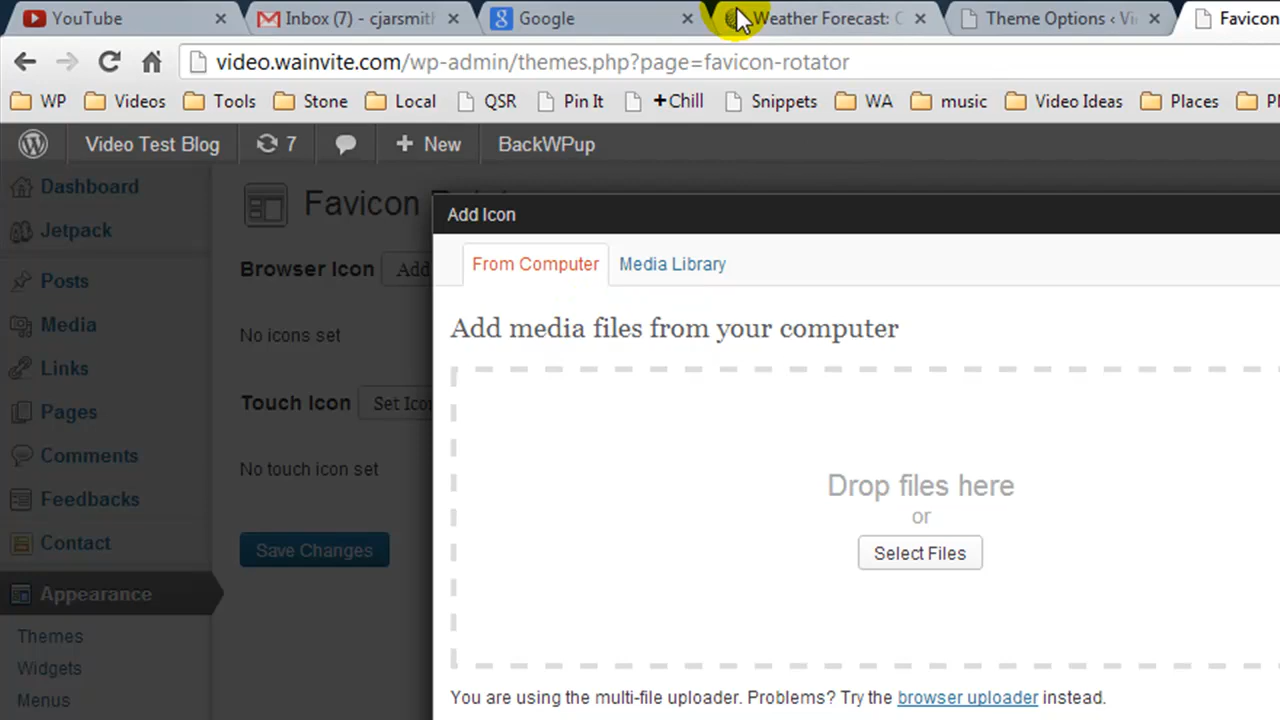 YouTube Inbox (7) - cjarsmith Google Weather Forecast: Theme Options ‹ Vi Favicon
video.wainvite.com/wp-admin/themes.php?page=favicon-rotator
WP Videos Tools Stone Local QSR Pin It +Chill Snippets WA music Video Ideas Places
Video Test Blog 7 New BackWPup
Dashboard
Favicon
Add Icon
Jetpack
Browser Icon Add
From Computer Media Library
Posts
Media
Add media files from your computer
No icons set
Links
Pages
Touch Icon Set Ico
Comments
No touch icon set
Drop files here
Feedbacks
or
Contact
Save Changes
Select Files
Appearance
Themes
Widgets
Menus
You are using the multi-file uploader. Problems? Try the browser uploader instead.